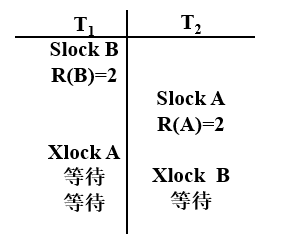 T₁ T₂
Slock B
R(B)=2
Slock A
R(A)=2
Xlock A
等待 Xlock B
等待 等待